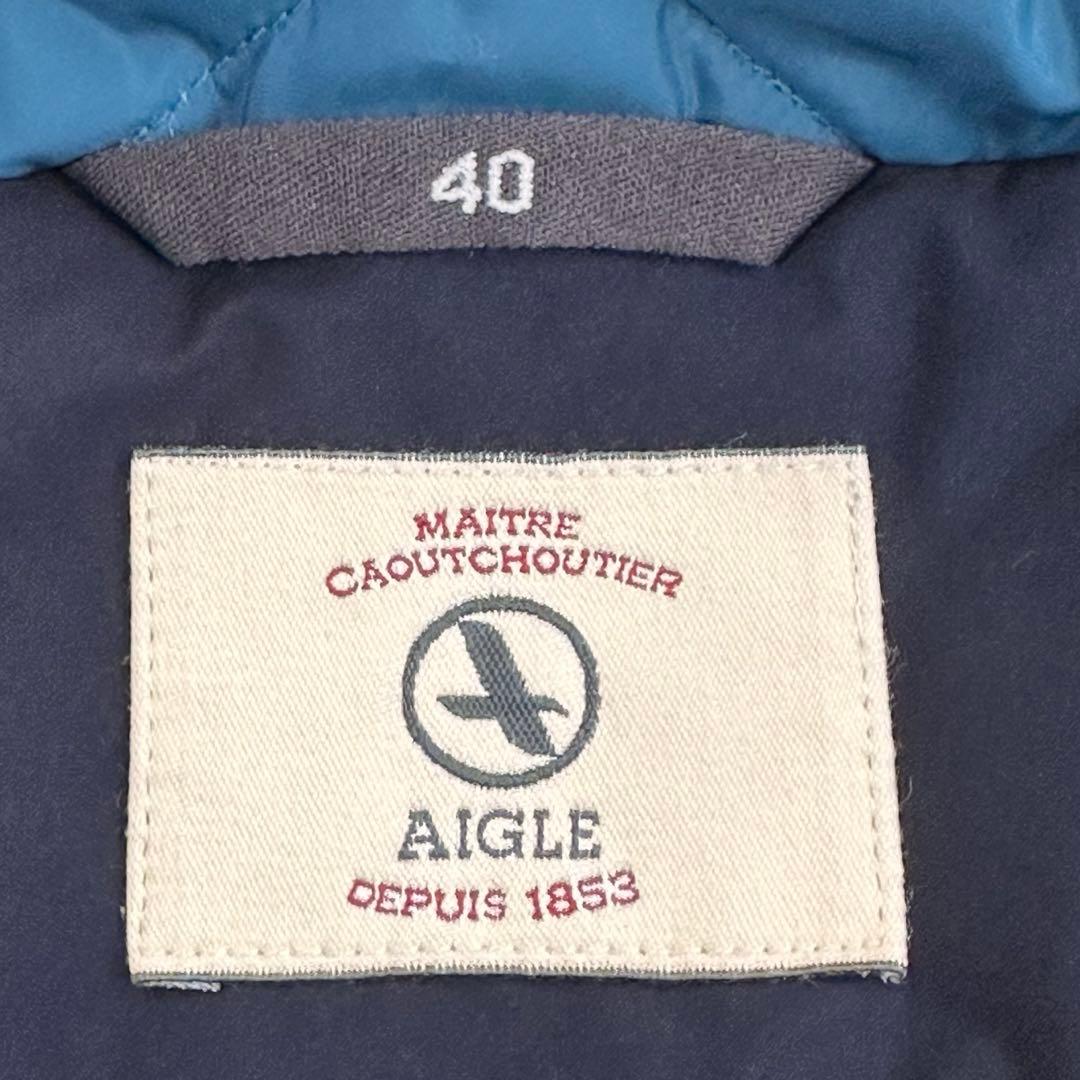 40
MAITRE
CAOUTCHOUTIER
AIGLE
DEPUIS 1853